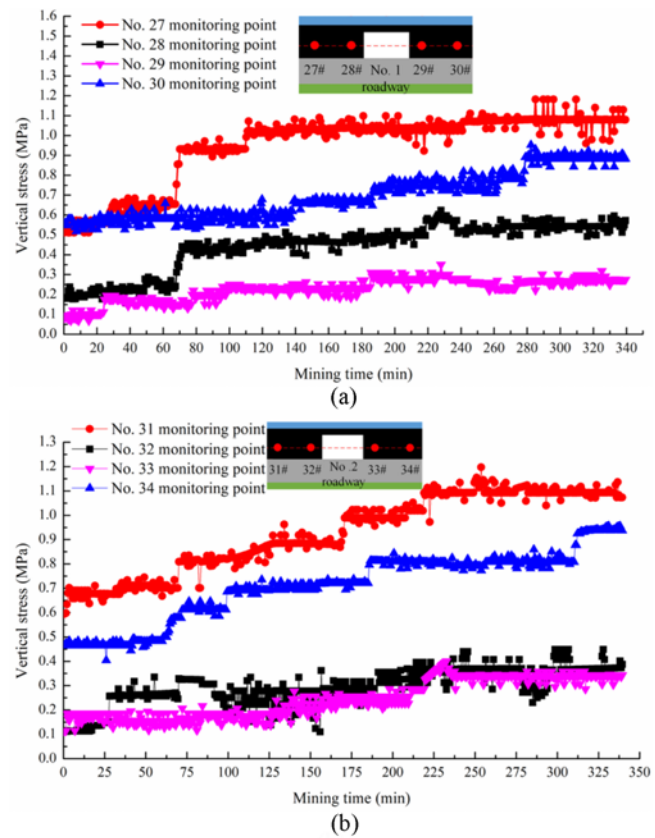 No. 27 monitoring point
No. 28 monitoring point
No. 29 monitoring point
No. 30 monitoring point
27# 28# No. 1 29# 30#
roadway
Vertical stress (MPa)
1.6
1.5
1.4
1.3
1.2
1.1
1.0
0.9
0.8
0.7
0.6
0.5
0.4
0.3
0.2
0.1
0.0
0 20 40 60 80 100 120 140 160 180 200 220 240 260 280 300 320 340
Mining time (min)
(a)
No. 31 monitoring point
No. 32 monitoring point
No. 33 monitoring point
No. 34 monitoring point
31# 32# No .2 33# 34#
roadway
Vertical stress (MPa)
1.3
1.2
1.1
1.0
0.9
0.8
0.7
0.6
0.5
0.4
0.3
0.2
0.1
0.0
0 25 50 75 100 125 150 175 200 225 250 275 300 325 350
Mining time (min)
(b)